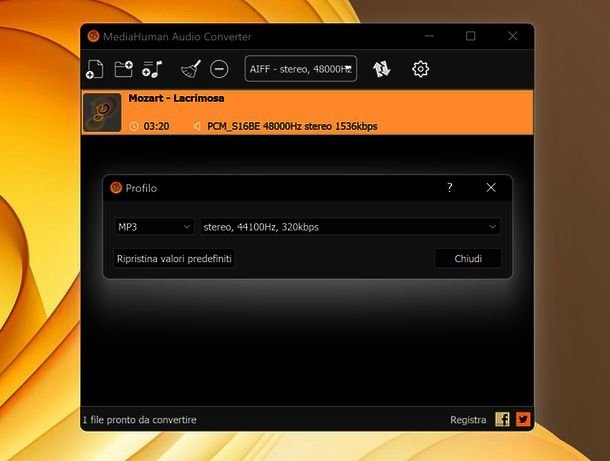 MediaHuman Audio Converter
AIFF - stereo, 48000Hz
Mozart - Lacrimosa
03:20 PCM_S16BE 48000Hz stereo 1536kbps
Profilo ?
MP3 stereo, 44100Hz, 320kbps
Ripristina valori predefiniti Chiudi
1 file pronto da convertire Registra